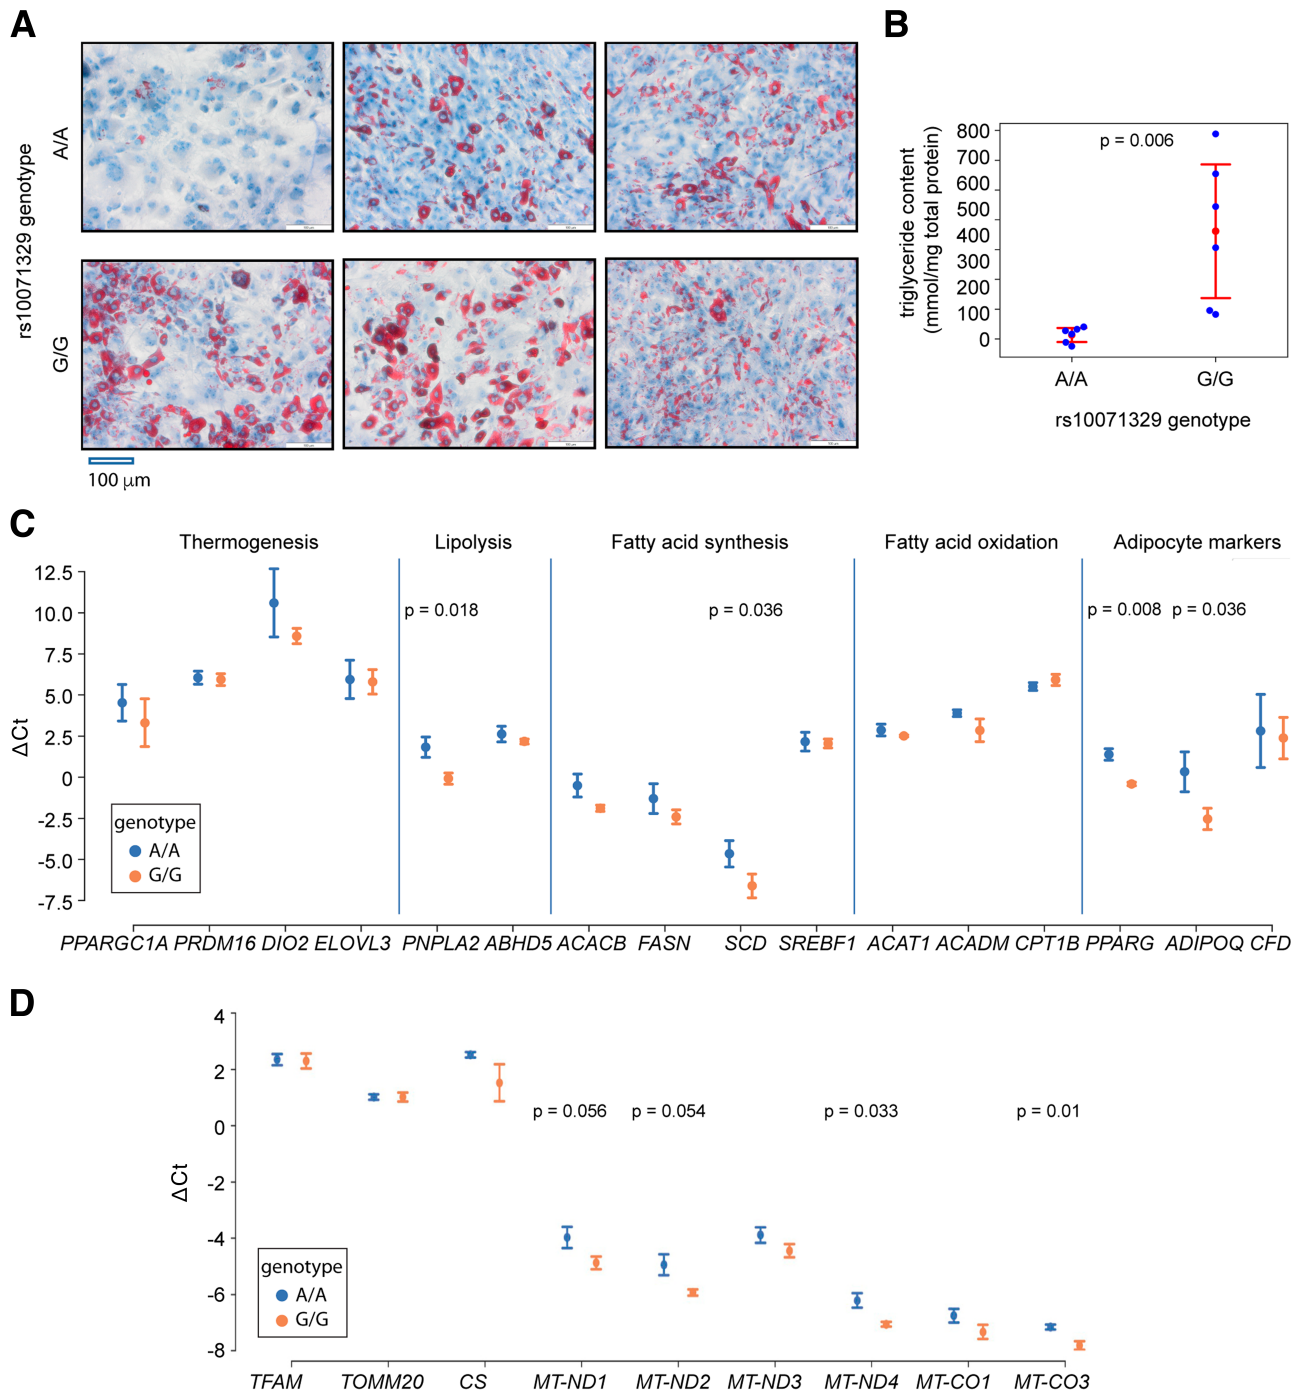 A
rs10071329 genotype
A/A
G/G
100 μm
B
triglyceride content
(nmol/mg total protein)
800
700
600
500
400
300
200
100
0
p = 0.006
A/A
G/G
rs10071329 genotype
C
Thermogenesis
Lipolysis
Fatty acid synthesis
Fatty acid oxidation
Adipocyte markers
ΔCt
12.5
10.0
7.5
5.0
2.5
0
-2.5
-5.0
-7.5
p = 0.018
p = 0.036
p = 0.008
p = 0.036
genotype
A/A
G/G
PPARGC1A PRDM16 DIO2 ELOVL3 PNPLA2 ABHD5 ACACB FASN SCD SREBF1 ACAT1 ACADM CPT1B PPARG ADIPOQ CFD
D
ΔCt
4
2
0
-2
-4
-6
-8
p = 0.056
p = 0.054
p = 0.033
p = 0.01
genotype
A/A
G/G
TFAM TOMM20 CS MT-ND1 MT-ND2 MT-ND3 MT-ND4 MT-CO1 MT-CO3